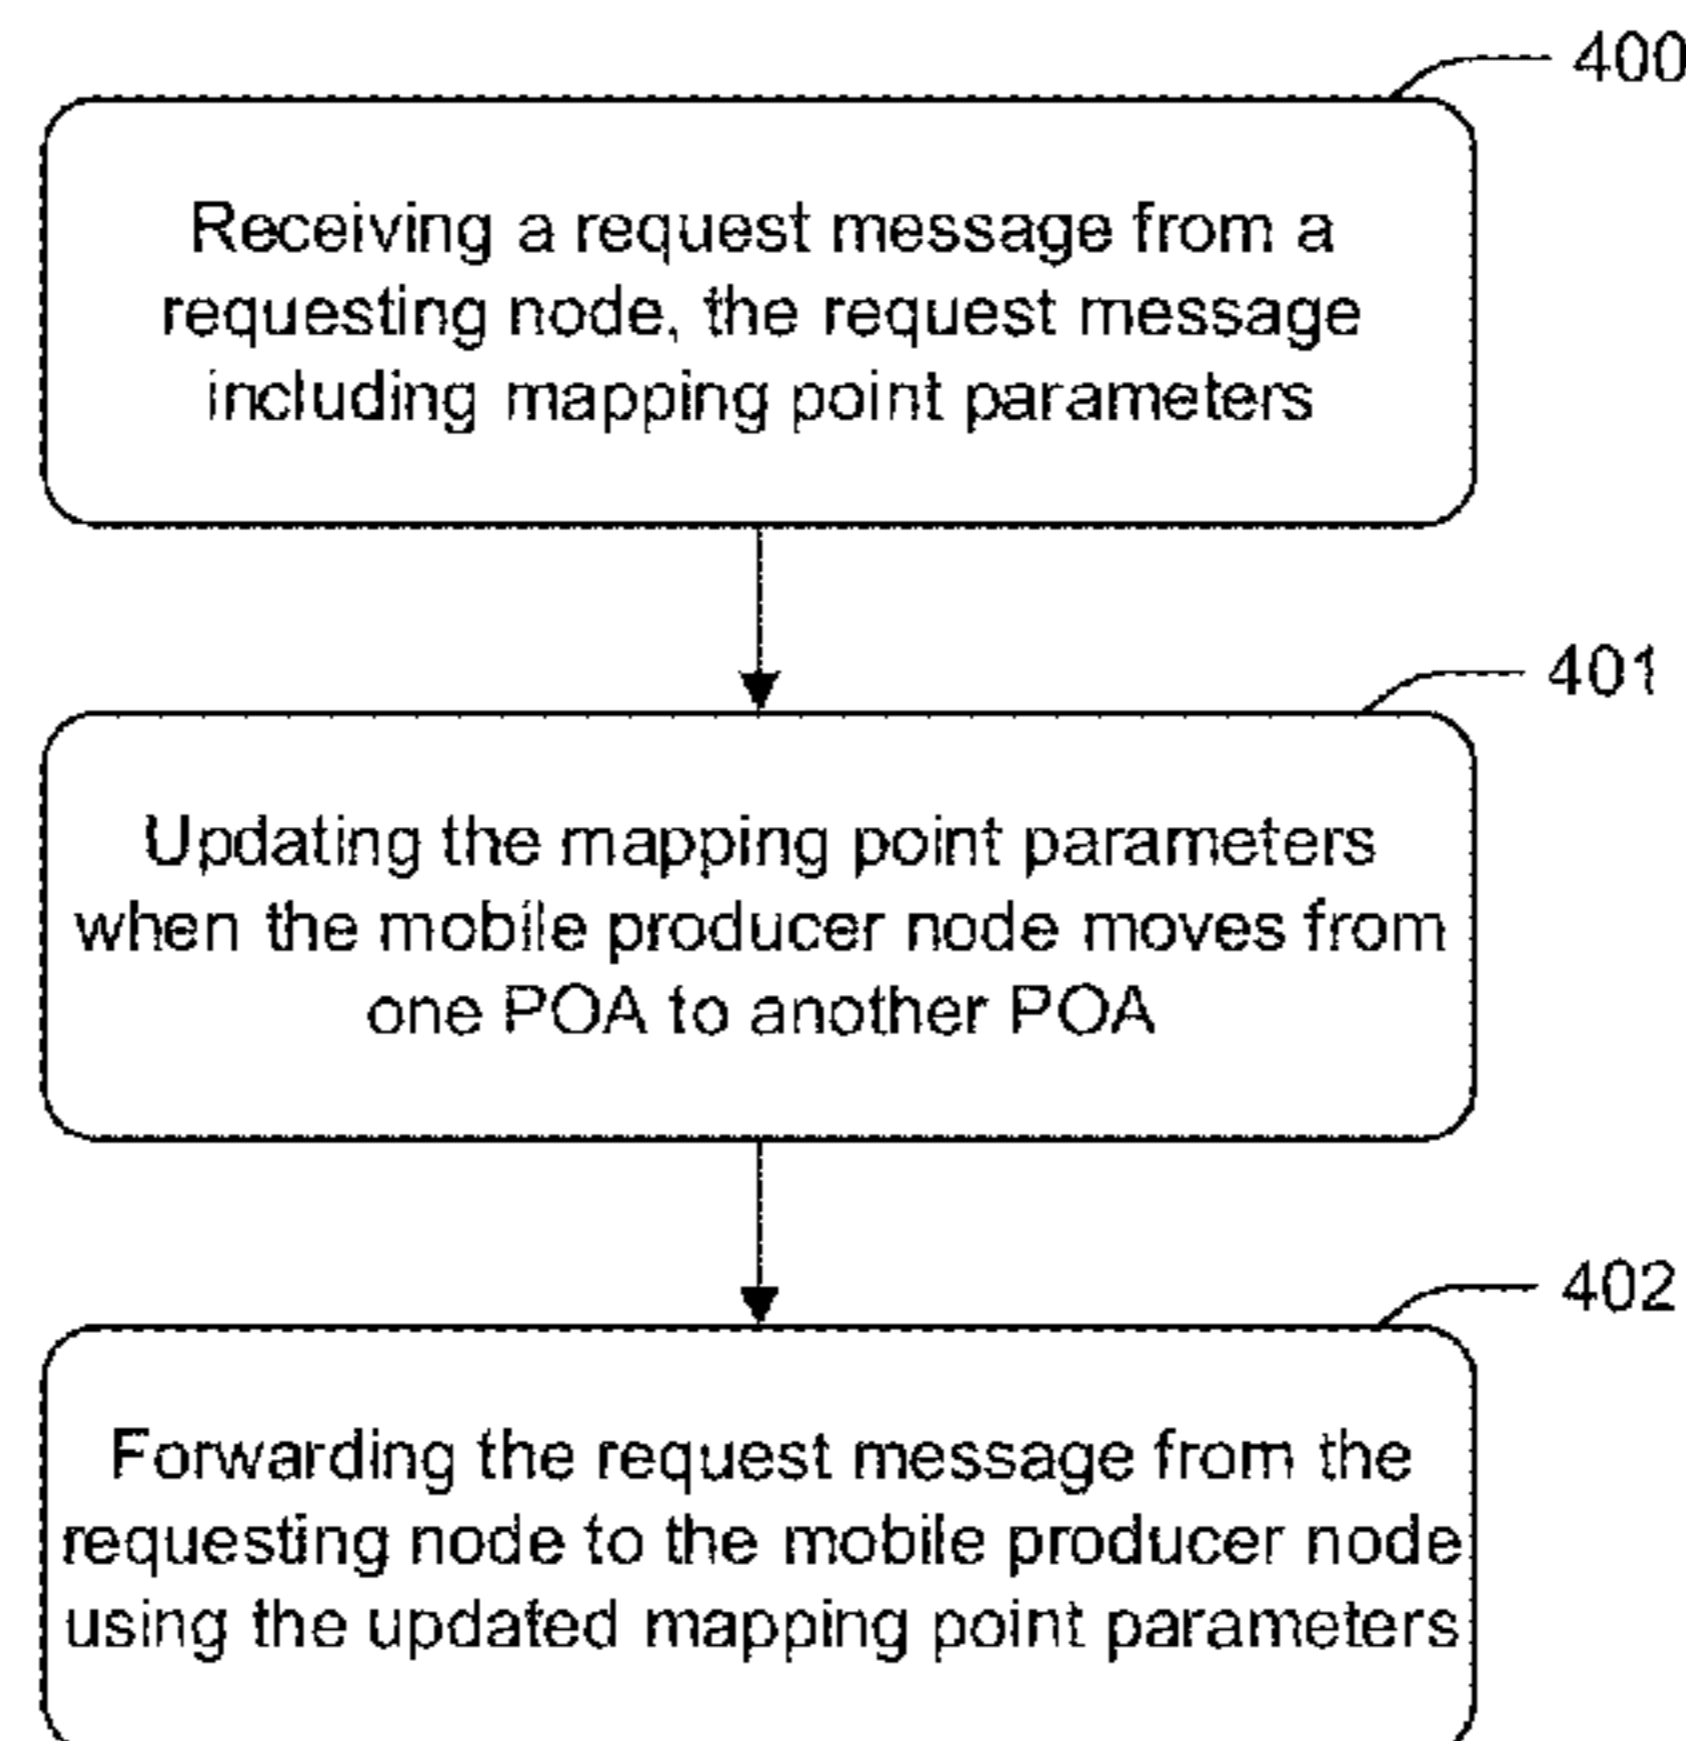 400
Receiving a request message from a
requesting node, the request message
including mapping point parameters
401
Updating the mapping point parameters
when the mobile producer node moves from
one POA to another POA
402
Forwarding the request message from the
requesting node to the mobile producer node
using the updated mapping point parameters